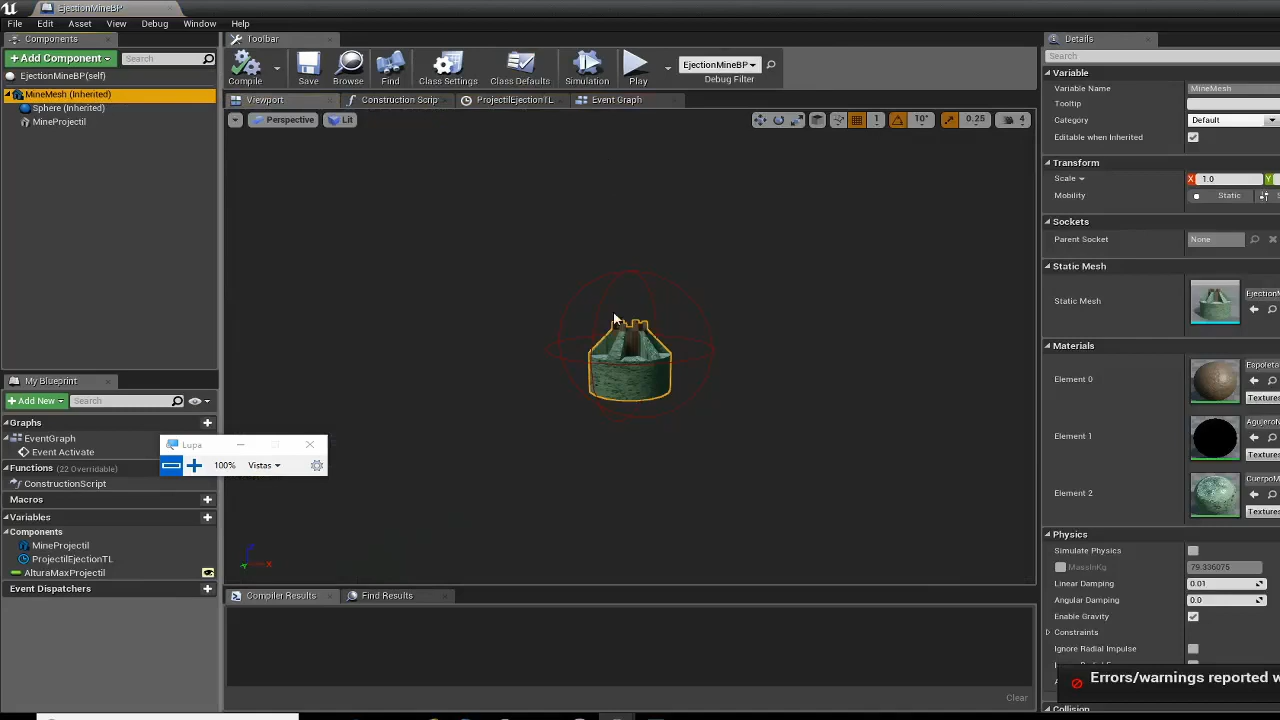 EjectionMineBP
File Edit Asset View Debug Window Help
Components
Add Component
Search
EjectionMineBP(self)
MineMesh (Inherited)
Sphere (Inherited)
MineProjectil
Toolbar
Compile
Save
Browse
Find
Class Settings
Class Defaults
Simulation
Play
EjectionMineBP
Debug Filter
Viewport
Construction Scrip
ProjectilEjectionTL
Event Graph
Perspective
Lit
1
10°
0.25
4
My Blueprint
Add New
Search
Graphs
EventGraph
Event Activate
Functions (22 Overridable)
ConstructionScript
Macros
Variables
Components
MineProjectil
ProjectilEjectionTL
AlturaMaxProjectil
Event Dispatchers
Lupa
100%
Vistas
Compiler Results
Find Results
Clear
Details
Search
Variable
Variable Name MineMesh
Tooltip
Category Default
Editable when Inherited
Transform
Scale X 1.0 Y
Mobility Static
Sockets
Parent Socket None
Static Mesh
Static Mesh EjectionM
Materials
Element 0 Espoleta
Textures
Element 1 AgujeroN
Textures
Element 2 CuerpoM
Textures
Physics
Simulate Physics
MassInKg 79.336075
Linear Damping 0.01
Angular Damping 0.0
Enable Gravity
Constraints
Ignore Radial Impulse
Errors/warnings reported w
Collision